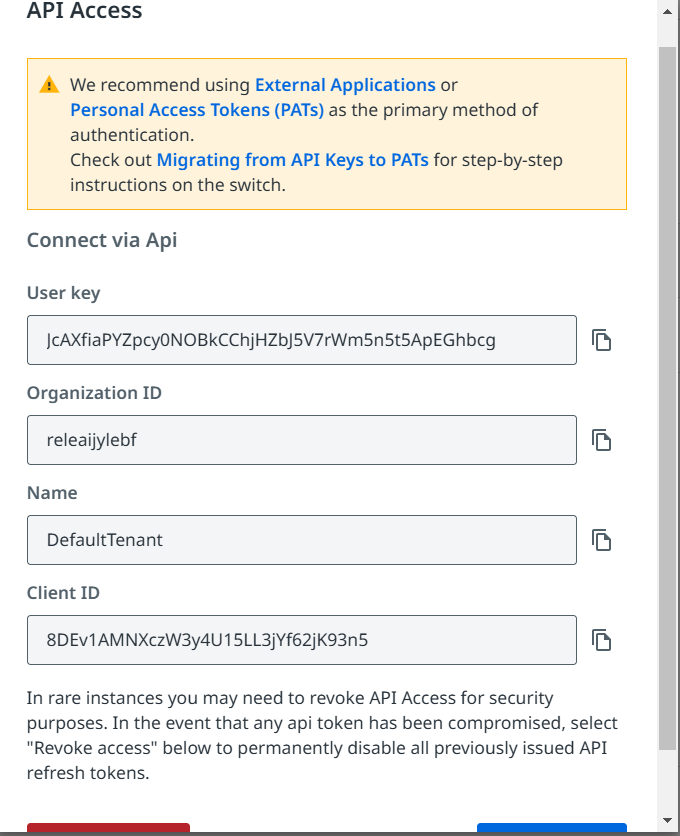 API Access
We recommend using External Applications or
Personal Access Tokens (PATs) as the primary method of
authentication.
Check out Migrating from API Keys to PATs for step-by-step
instructions on the switch.
Connect via Api
User key
JcAXfiaPYZpcy0NOBkCChjHZbJ5V7rWm5n5t5ApEGhbcg
Organization ID
releaijylebf
Name
DefaultTenant
Client ID
8DEv1AMNXczW3y4U15LL3jYf62jK93n5
In rare instances you may need to revoke API Access for security
purposes. In the event that any api token has been compromised, select
"Revoke access" below to permanently disable all previously issued API
refresh tokens.